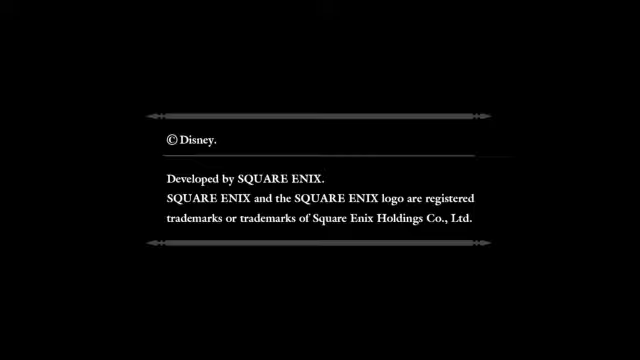 © Disney.
Developed by SQUARE ENIX.
SQUARE ENIX and the SQUARE ENIX logo are registered
trademarks or trademarks of Square Enix Holdings Co., Ltd.